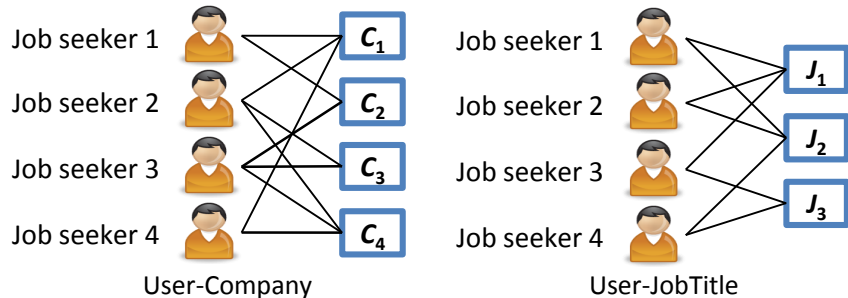 Job seeker 1
Job seeker 2
Job seeker 3
Job seeker 4
C1
C2
C3
C4
User-Company
Job seeker 1
Job seeker 2
Job seeker 3
Job seeker 4
J1
J2
J3
User-JobTitle